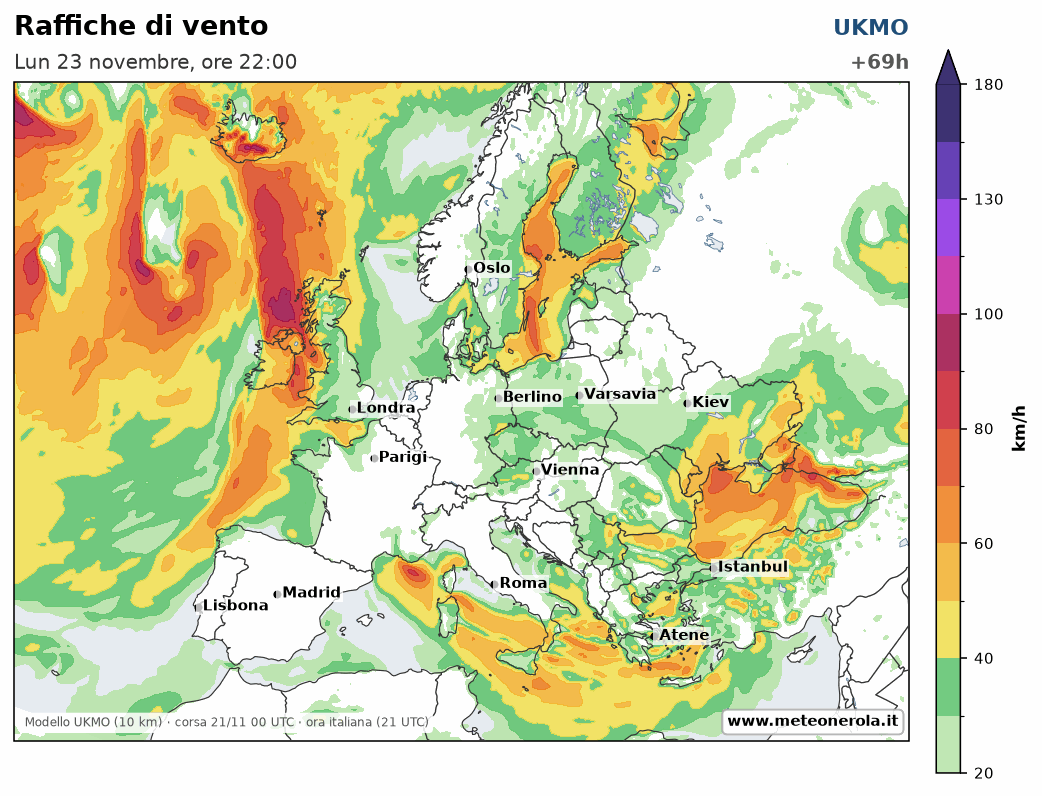 Raffiche di vento
UKMO
Lun 23 novembre, ore 22:00
+69h
180
130
100
80
60
40
20
km/h
Oslo
Londra
Berlino
Varsavia
Kiev
Parigi
Vienna
Istanbul
Roma
Madrid
Lisbona
Atene
Modello UKMO (10 km) · corsa 21/11 00 UTC · ora italiana (21 UTC)
www.meteonerola.it